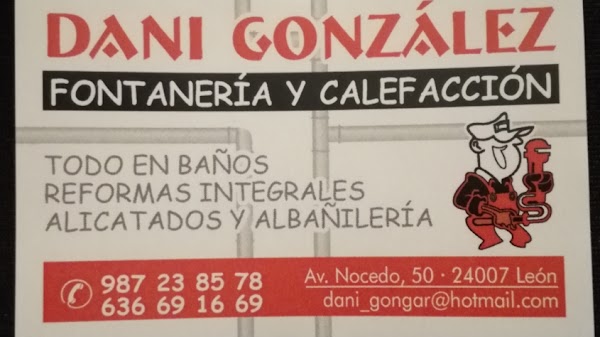 DANI GONZÁLEZ
FONTANERÍA Y CALEFACCIÓN
TODO EN BAÑOS
REFORMAS INTEGRALES
ALICATADOS Y ALBAÑILERÍA
987 23 85 78
636 69 16 69
Av. Nocedo, 50 · 24007 León
dani_gongar@hotmail.com